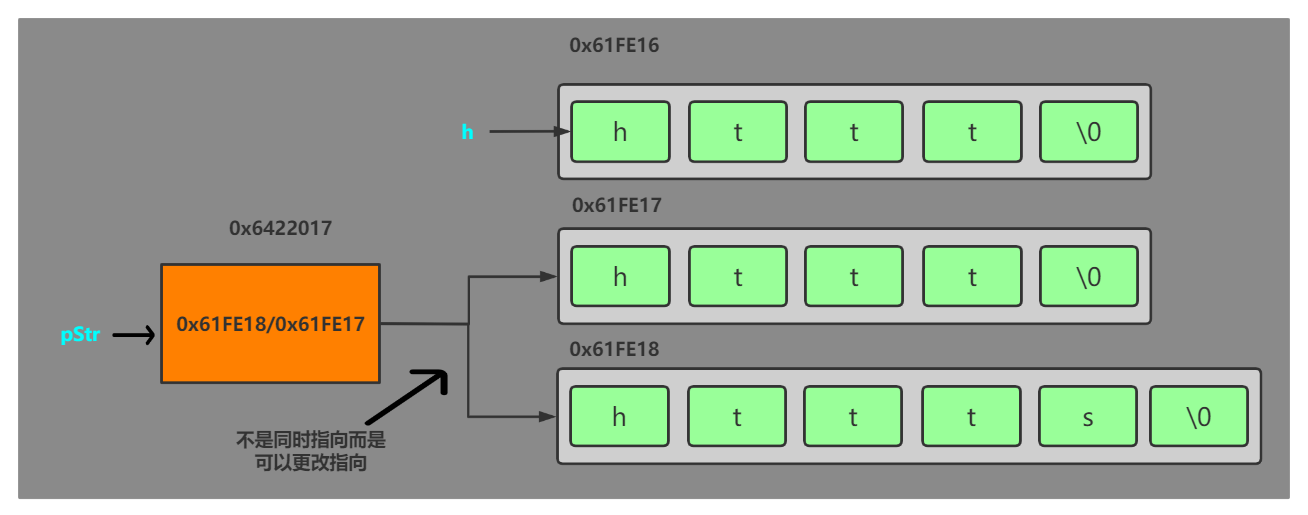 0x61FE16
h
h t t t \0
0x61FE17
0x6422017
h t t t \0
pStr
0x61FE18/0x61FE17
0x61FE18
h t t t s \0
不是同时指向而是
可以更改指向